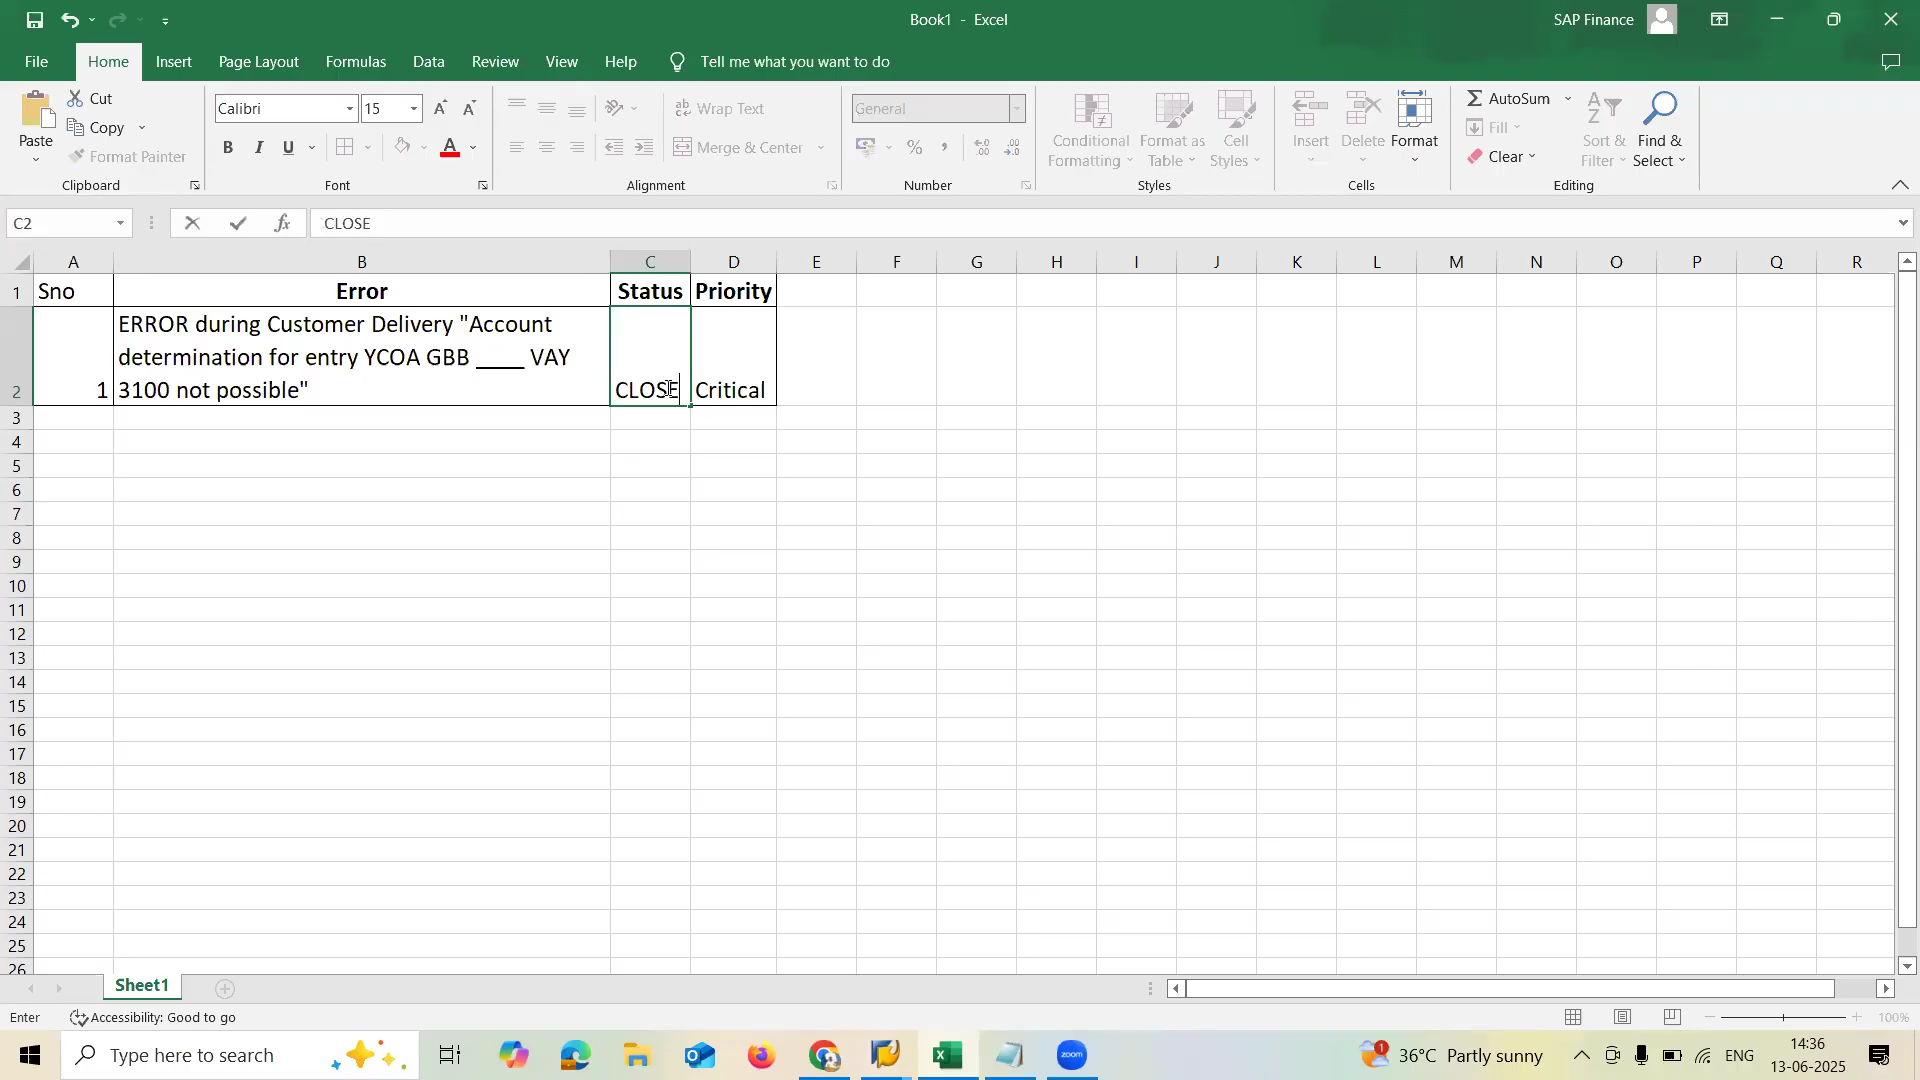 Book1 - Excel
SAP Finance
File
Home
Insert
Page Layout
Formulas
Data
Review
View
Help
Tell me what you want to do
Paste
Cut
Copy
Format Painter
Clipboard
Calibri
15
Font
Wrap Text
Merge & Center
Alignment
General
Number
Conditional Formatting
Format as Table
Cell Styles
Styles
Insert
Delete
Format
Cells
AutoSum
Fill
Clear
Sort & Filter
Find & Select
Editing
C2
CLOSE
A B C D E F G H I J K L M N O P Q R
1 Sno Error Status Priority
ERROR during Customer Delivery "Account
determination for entry YCOA GBB ____ VAY
2 1 3100 not possible" CLOSE Critical
3
4
5
6
7
8
9
10
11
12
13
14
15
16
17
18
19
20
21
22
23
24
25
26
Sheet1
Enter
Accessibility: Good to go
100%
Type here to search
zoom
1
36°C Partly sunny
ENG
14:36
13-06-2025